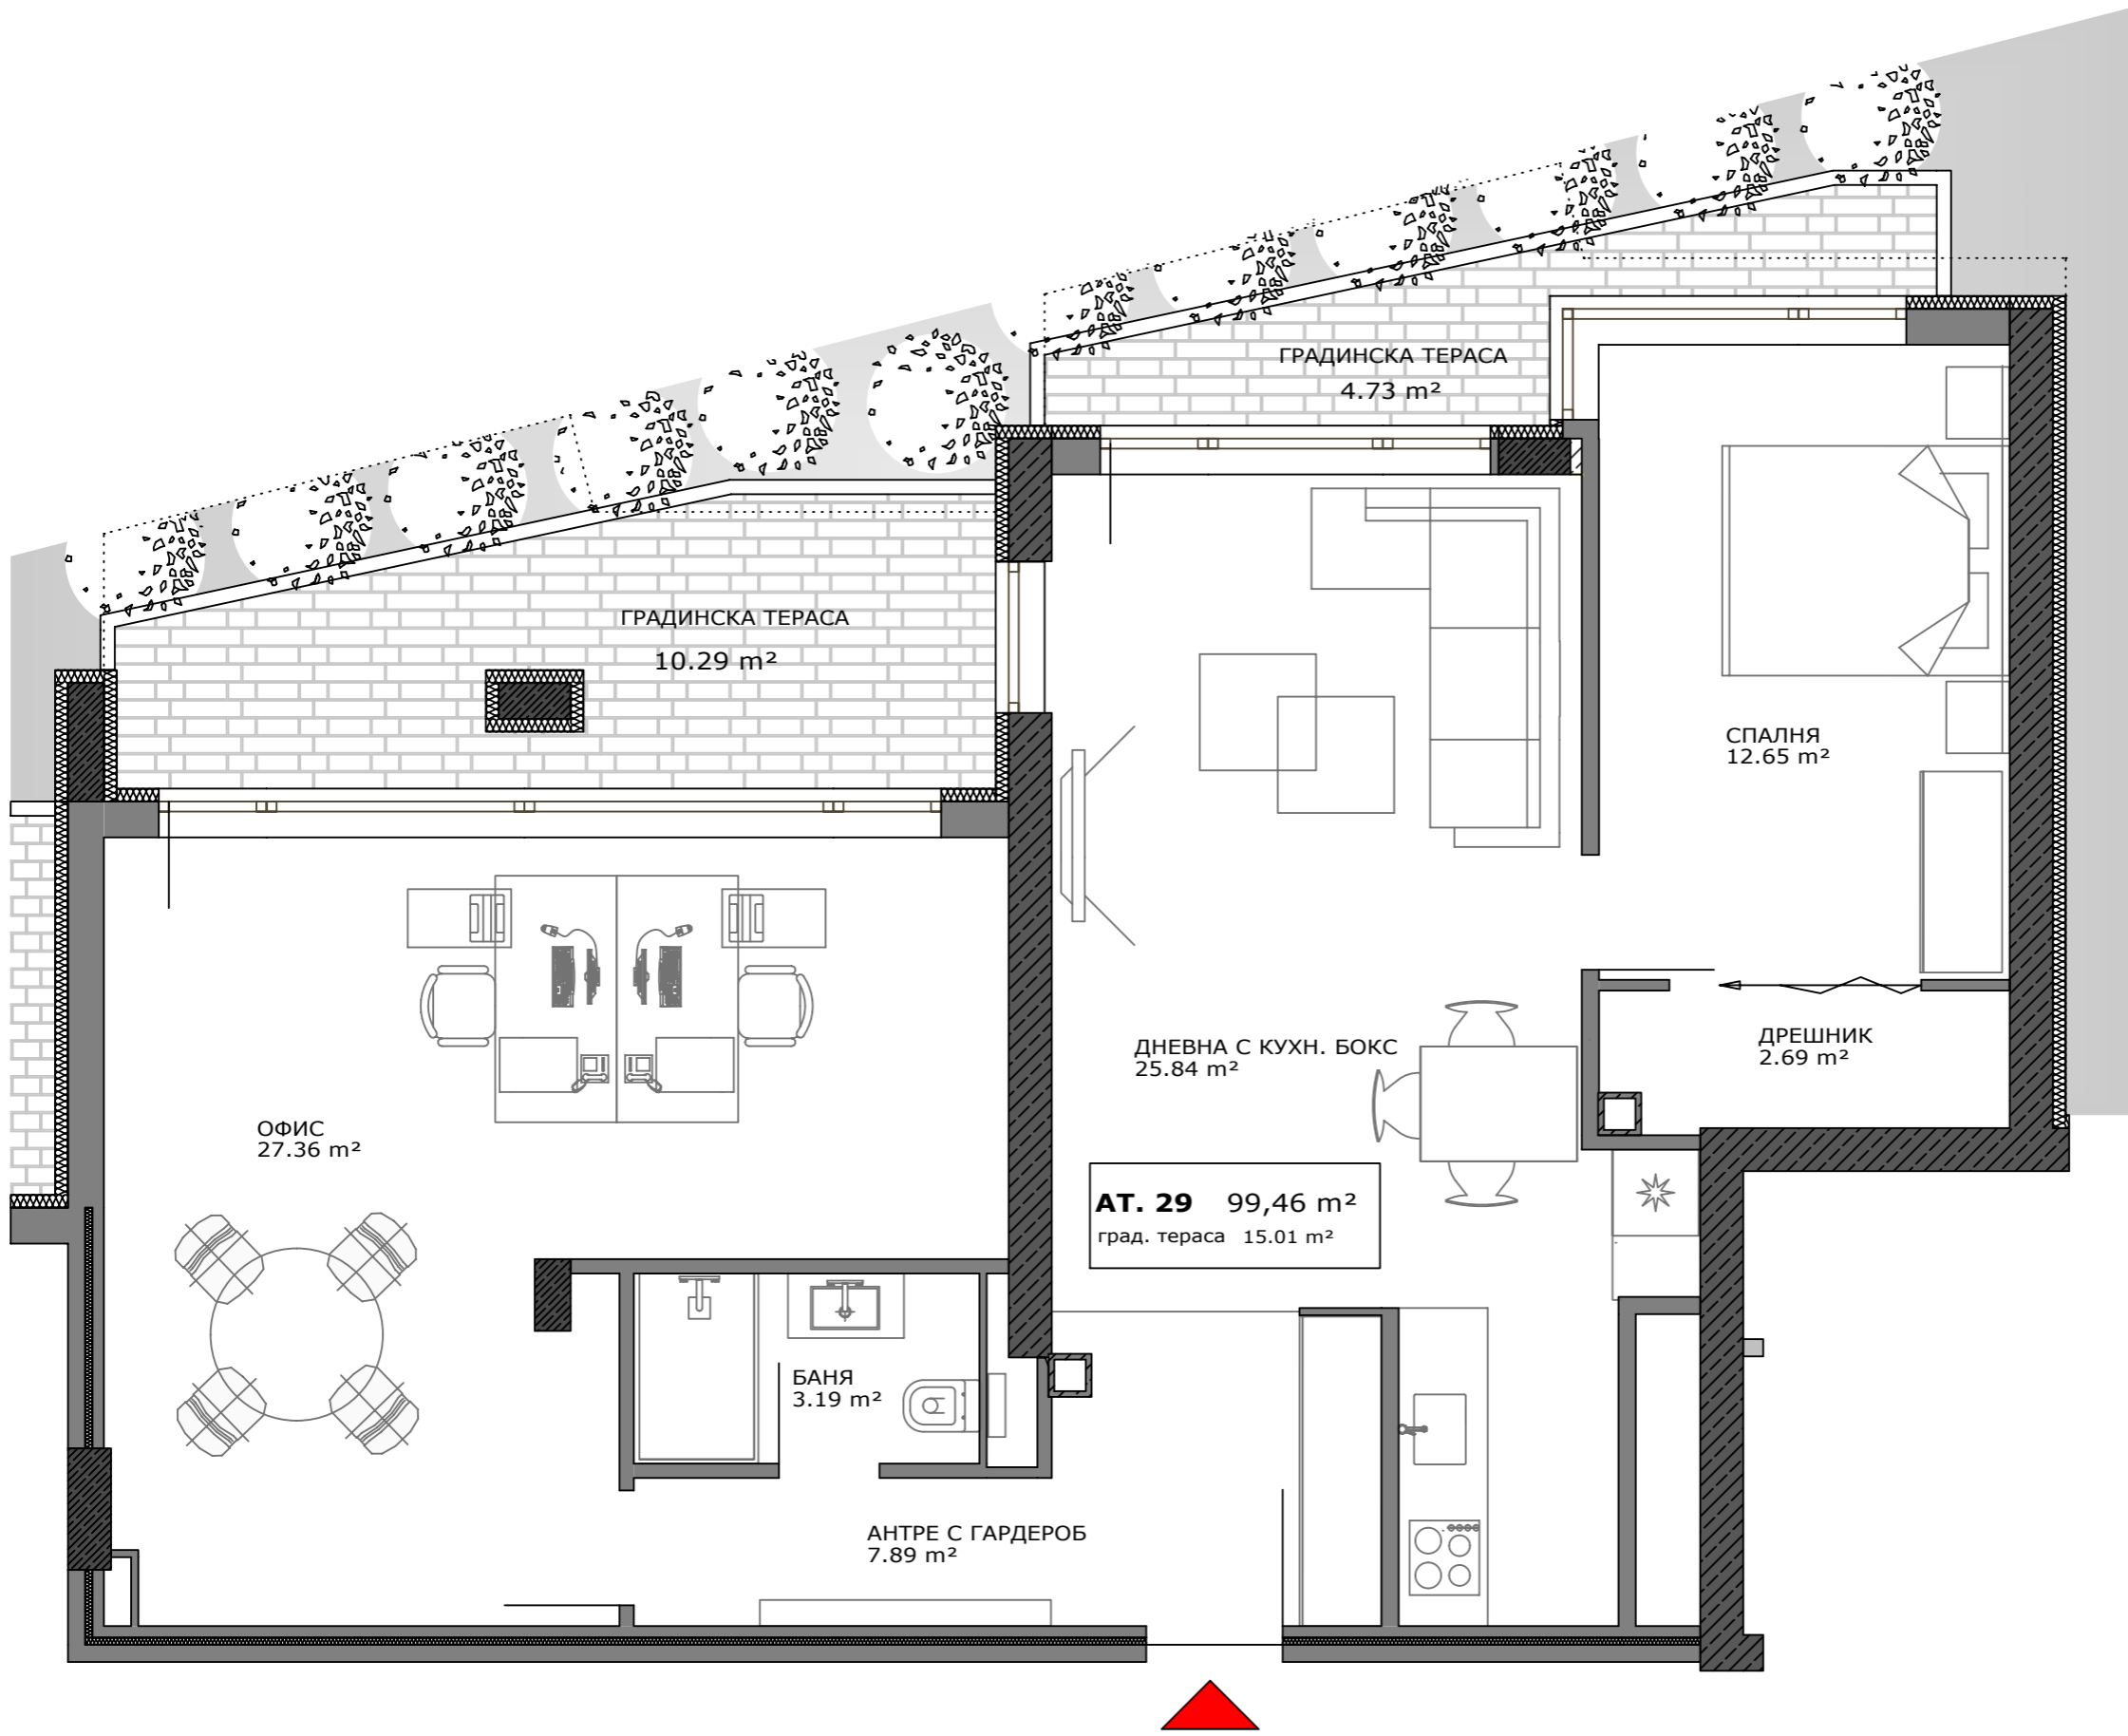 ГРАДИНСКА ТЕРАСА
4.73 m²
ГРАДИНСКА ТЕРАСА
10.29 m²
СПАЛНЯ
12.65 m²
ДНЕВНА С КУХН. БОКС
25.84 m²
ДРЕШНИК
2.69 m²
ОФИС
27.36 m²
АТ. 29 99,46 m²
град. тераса 15.01 m²
БАНЯ
3.19 m²
АНТРЕ С ГАРДЕРОБ
7.89 m²